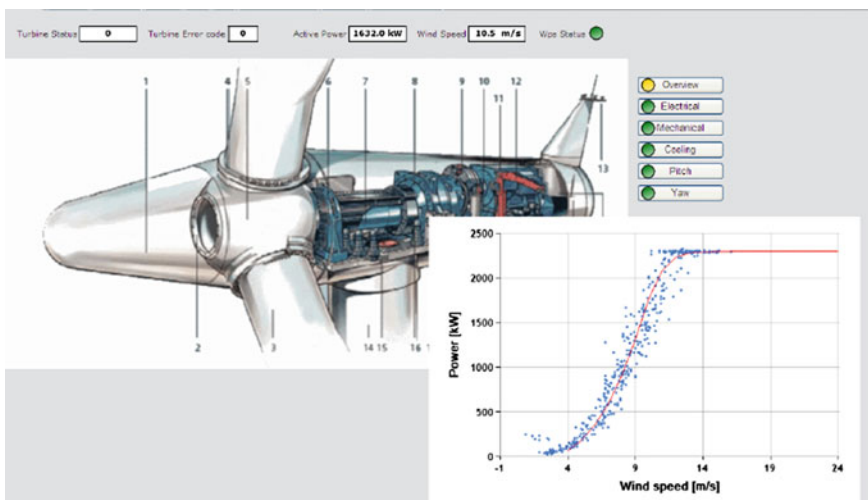 Turbine Status 0 Turbine Error code 0 Active Power 1632.0 kW Wind Speed 10.5 m/s Wps Status
1 4 5 6 7 8 9 10 11 12
Overview
Electrical
Mechanical
Cooling
Pitch
Yaw
13
2 3 14 15 16
2500
2000
1500
1000
500
0
Power [kW]
-1 4 9 14 19 24
Wind speed [m/s]